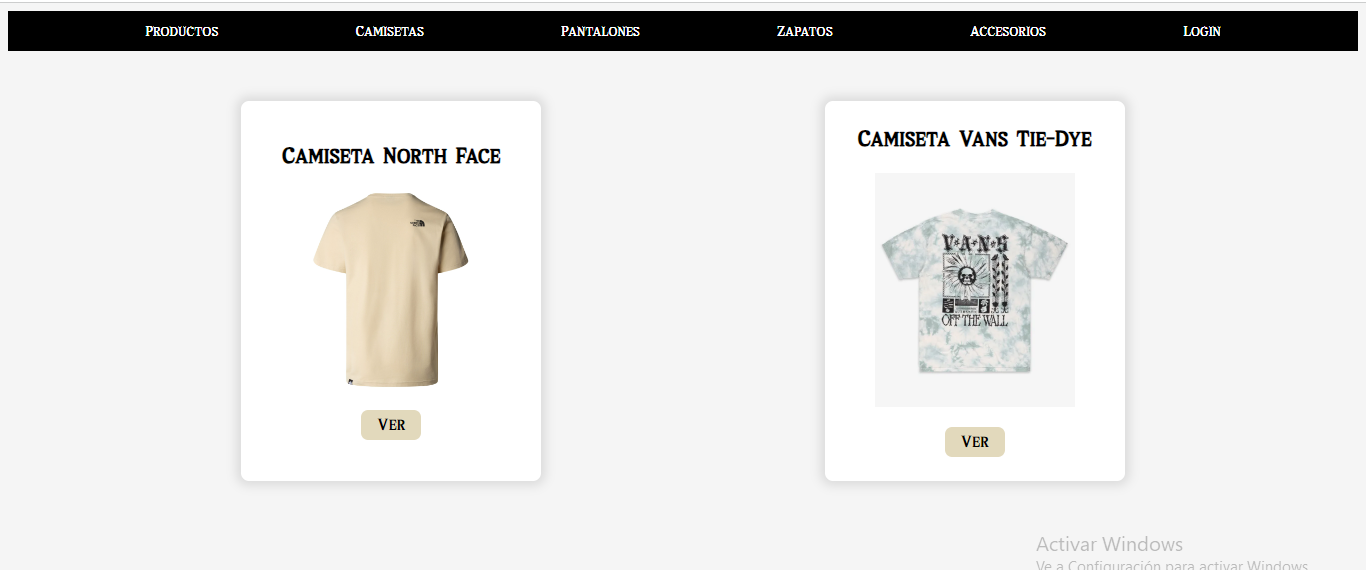 Productos Camisetas Pantalones Zapatos Accesorios Login
Camiseta North Face
Camiseta Vans Tie-Dye
V*A*N*S
OFF THE WALL
Ver
Ver
Activar Windows
Ve a Configuración para activar Windows.